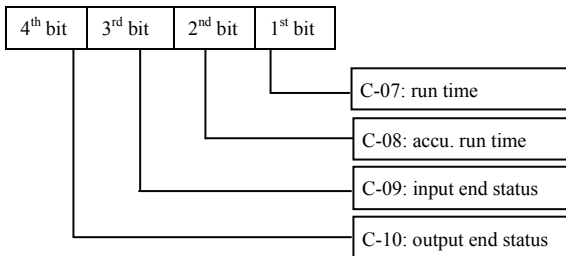 4th bit 3rd bit 2nd bit 1st bit
C-07: run time
C-08: accu. run time
C-09: input end status
C-10: output end status